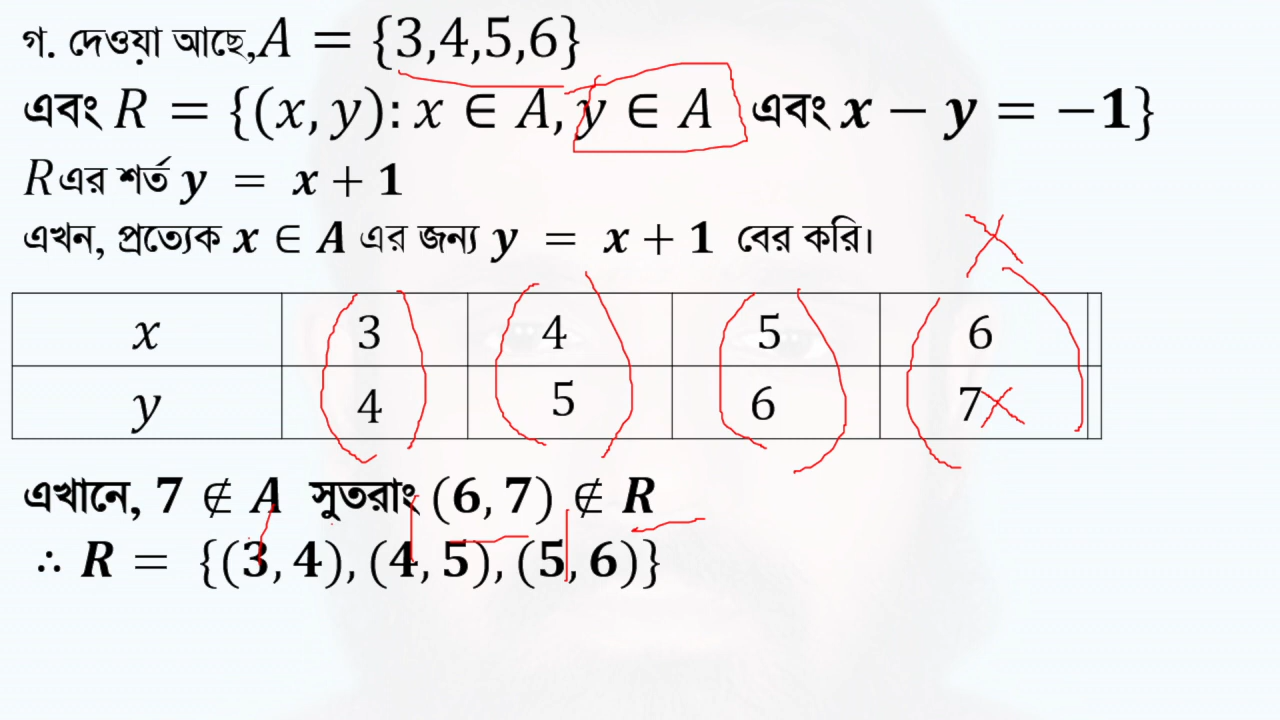 গ. দেওয়া আছে,A = {3,4,5,6}
এবং R = {(x, y): x ∈ A, y ∈ A এবং x − y = −1}
R এর শর্ত y = x + 1
এখন, প্রত্যেক x ∈ A এর জন্য y = x + 1 বের করি।
x 3 4 5 6
y 4 5 6 7
এখানে, 7 ∉ A সুতরাং (6, 7) ∉ R
∴ R = {(3, 4), (4, 5), (5, 6)}